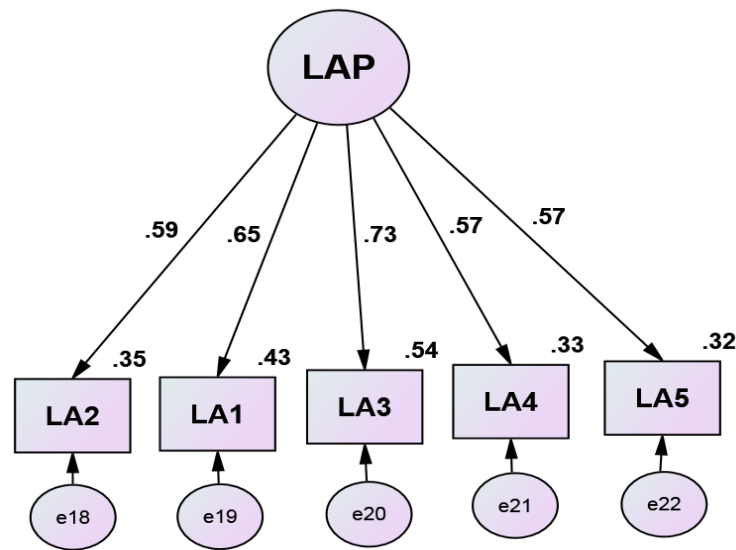 LAP
.59
.65
.73
.57
.57
.35
.43
.54
.33
.32
LA2
LA1
LA3
LA4
LA5
e18
e19
e20
e21
e22